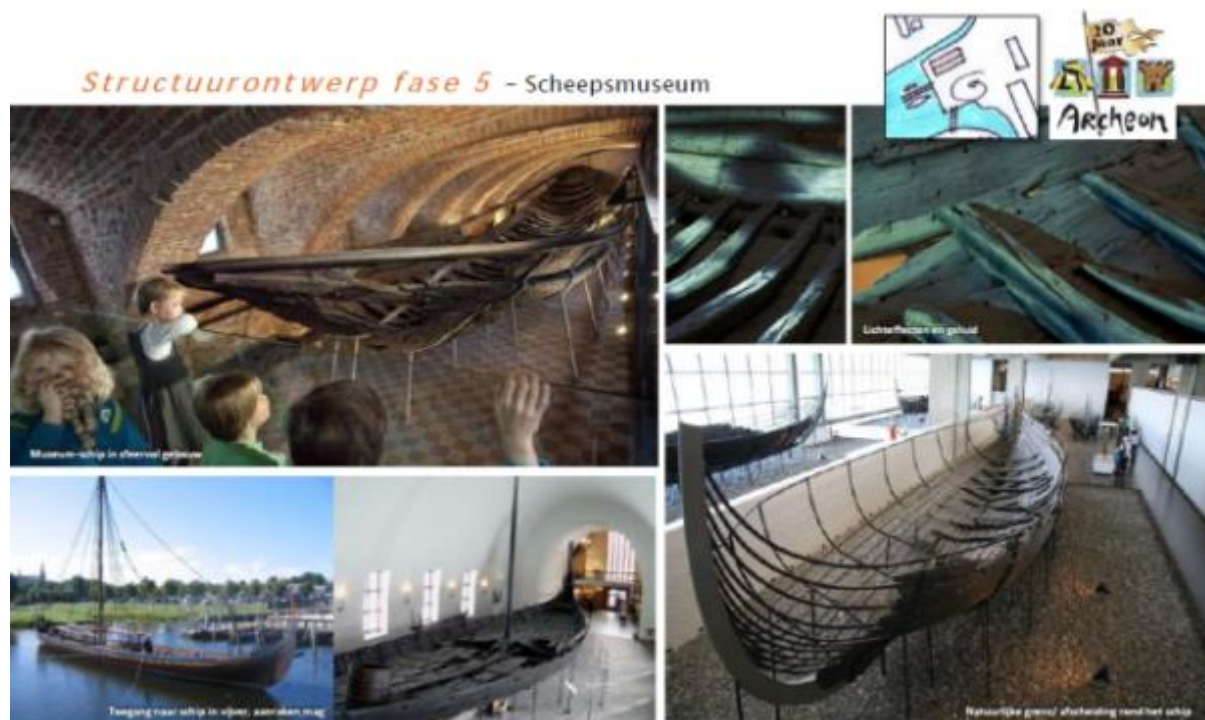 Structuurontwerp fase 5 – Scheepsmuseum
20 Jaar
Archeon
Museum-schip in sfeervol gebouw
Lichteffecten en geluid
Toegang naar schip in vijver, aanraken mag
Natuurlijke grens/ afscheiding rond het schip